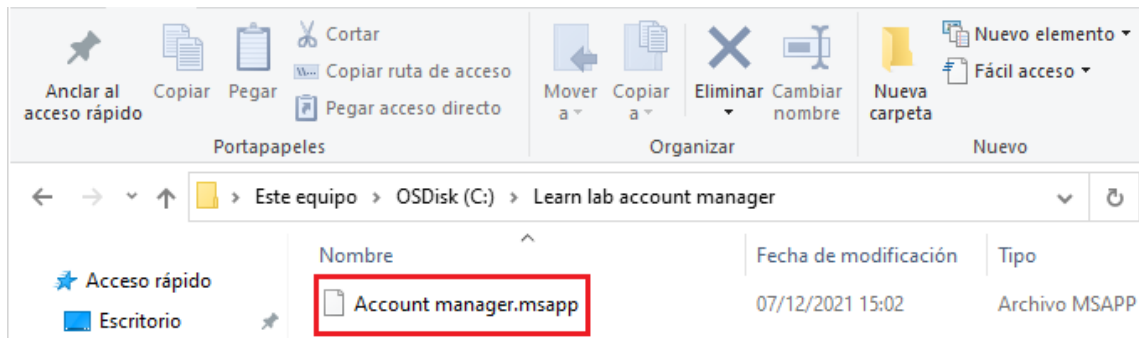 Anclar al
acceso rápido
Copiar
Pegar
Cortar
Copiar ruta de acceso
Pegar acceso directo
Portapapeles
Mover
a
Copiar
a
Eliminar
Cambiar
nombre
Organizar
Nueva
carpeta
Nuevo elemento
Fácil acceso
Nuevo
Este equipo > OSDisk (C:) > Learn lab account manager
Nombre Fecha de modificación Tipo
Acceso rápido
Escritorio
Account manager.msapp 07/12/2021 15:02 Archivo MSAPP